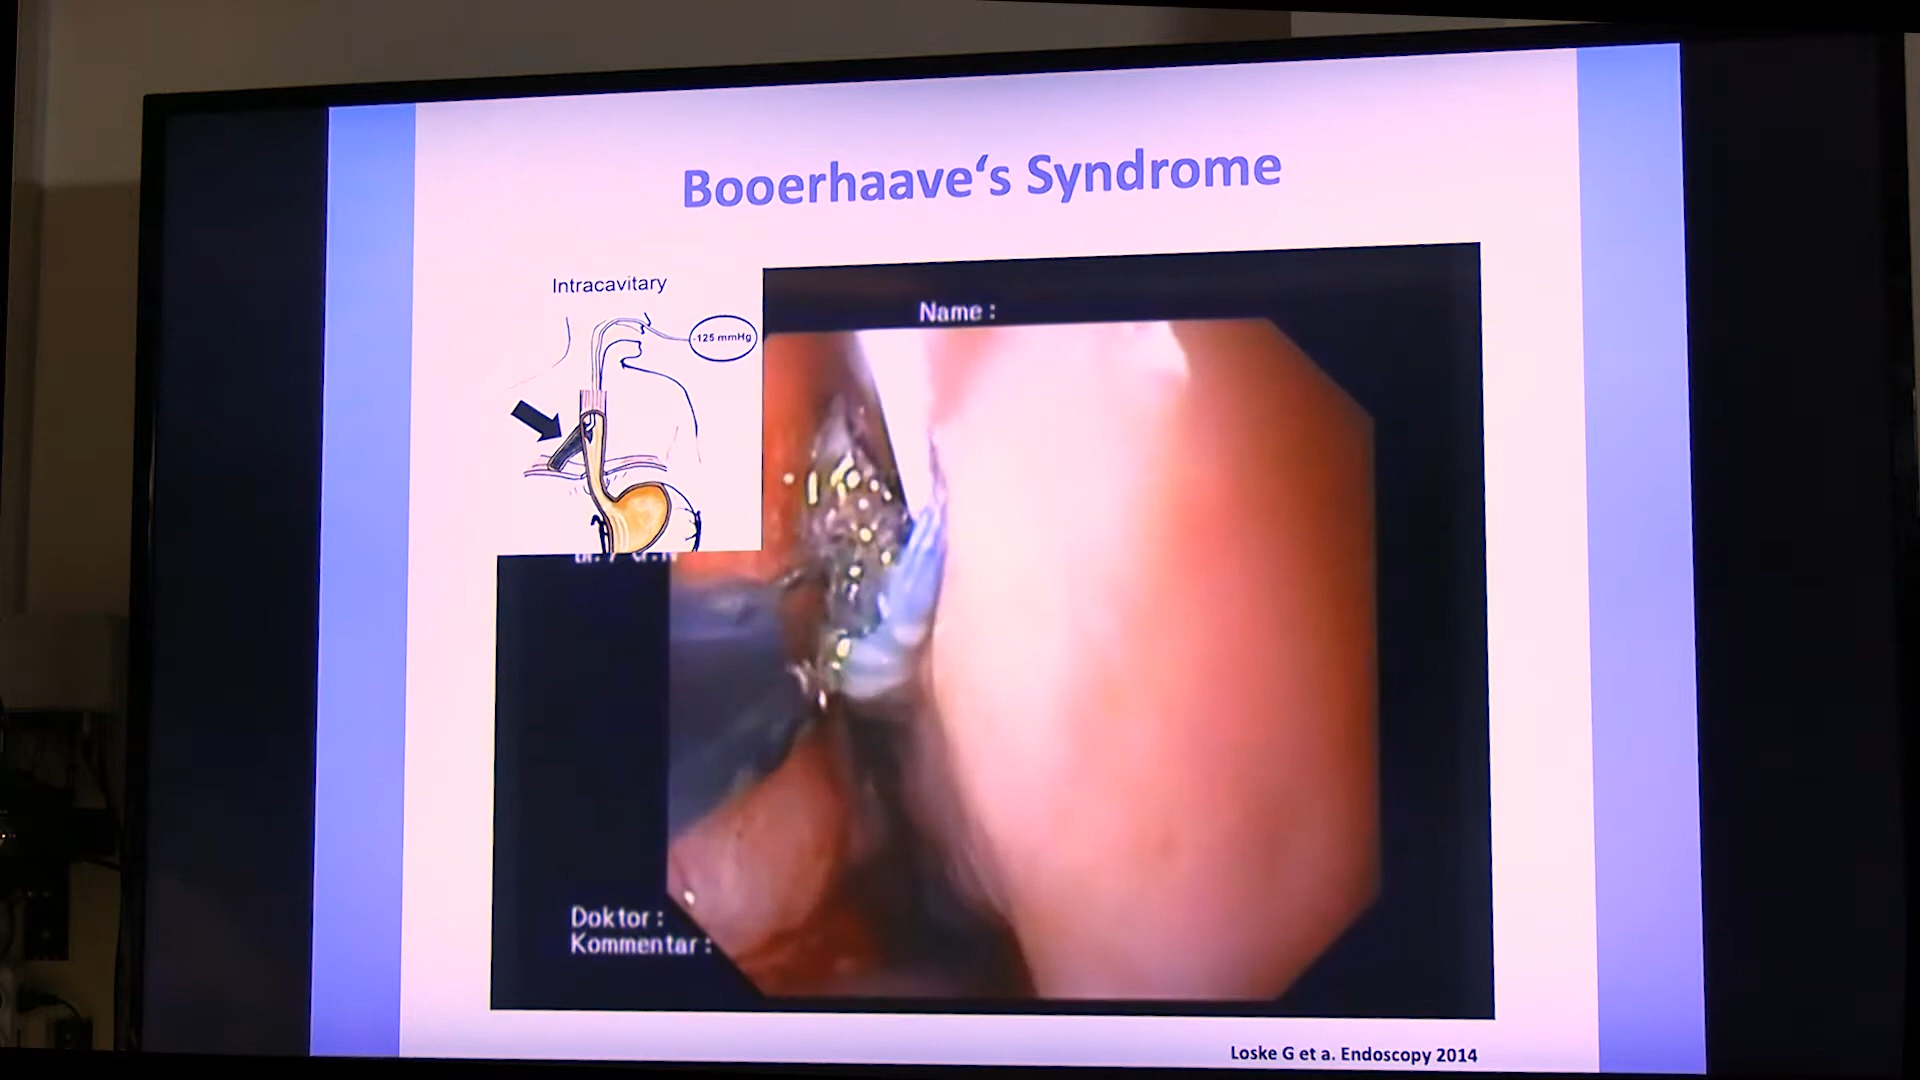 Booerhaave‘s Syndrome
Intracavitary
-125 mmHg
Name :
Doktor :
Kommentar :
Loske G et a. Endoscopy 2014